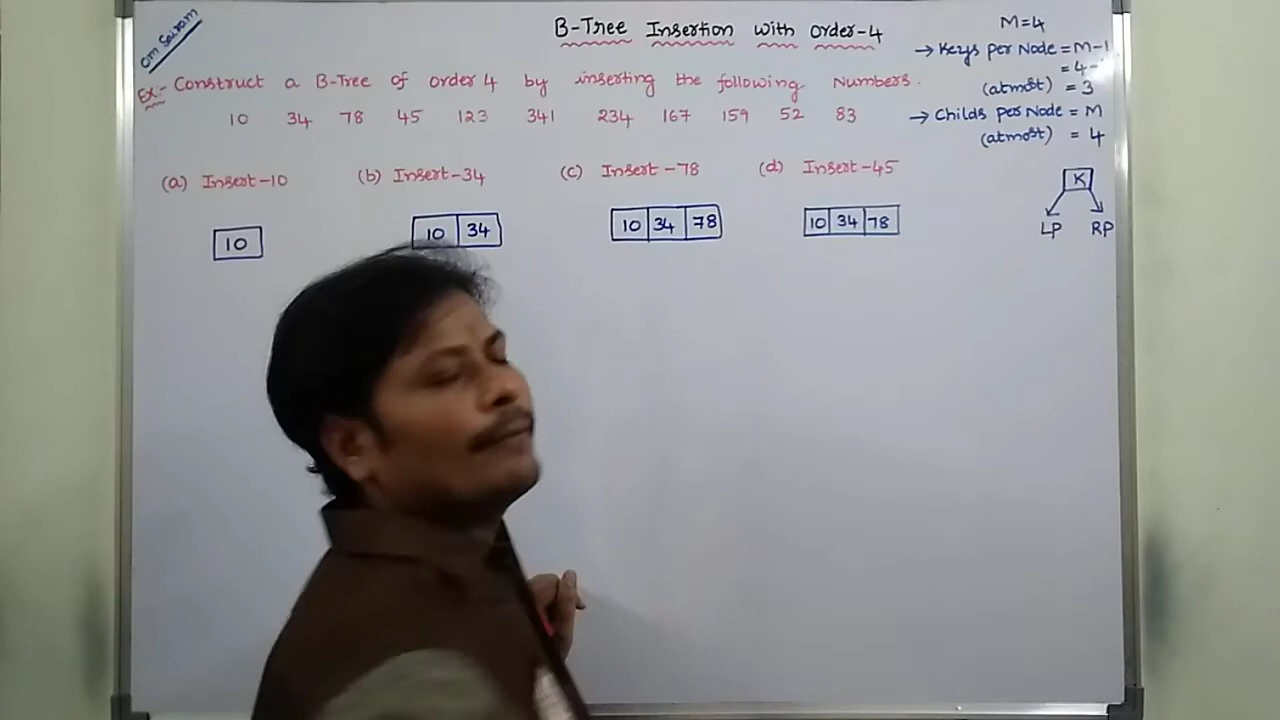 Om Sairam
B-Tree Insertion with Order-4
M=4
→ Keys per Node = M-1
= 4-
(atmost) = 3
→ Childs per Node = M
(atmost) = 4
Ex:- Construct a B-Tree of order 4 by inserting the following Numbers.
10 34 78 45 123 341 234 167 159 52 83
(a) Insert-10 (b) Insert-34 (c) Insert-78 (d) Insert-45
10 10 34 10 34 78 10 34 78
K
LP RP